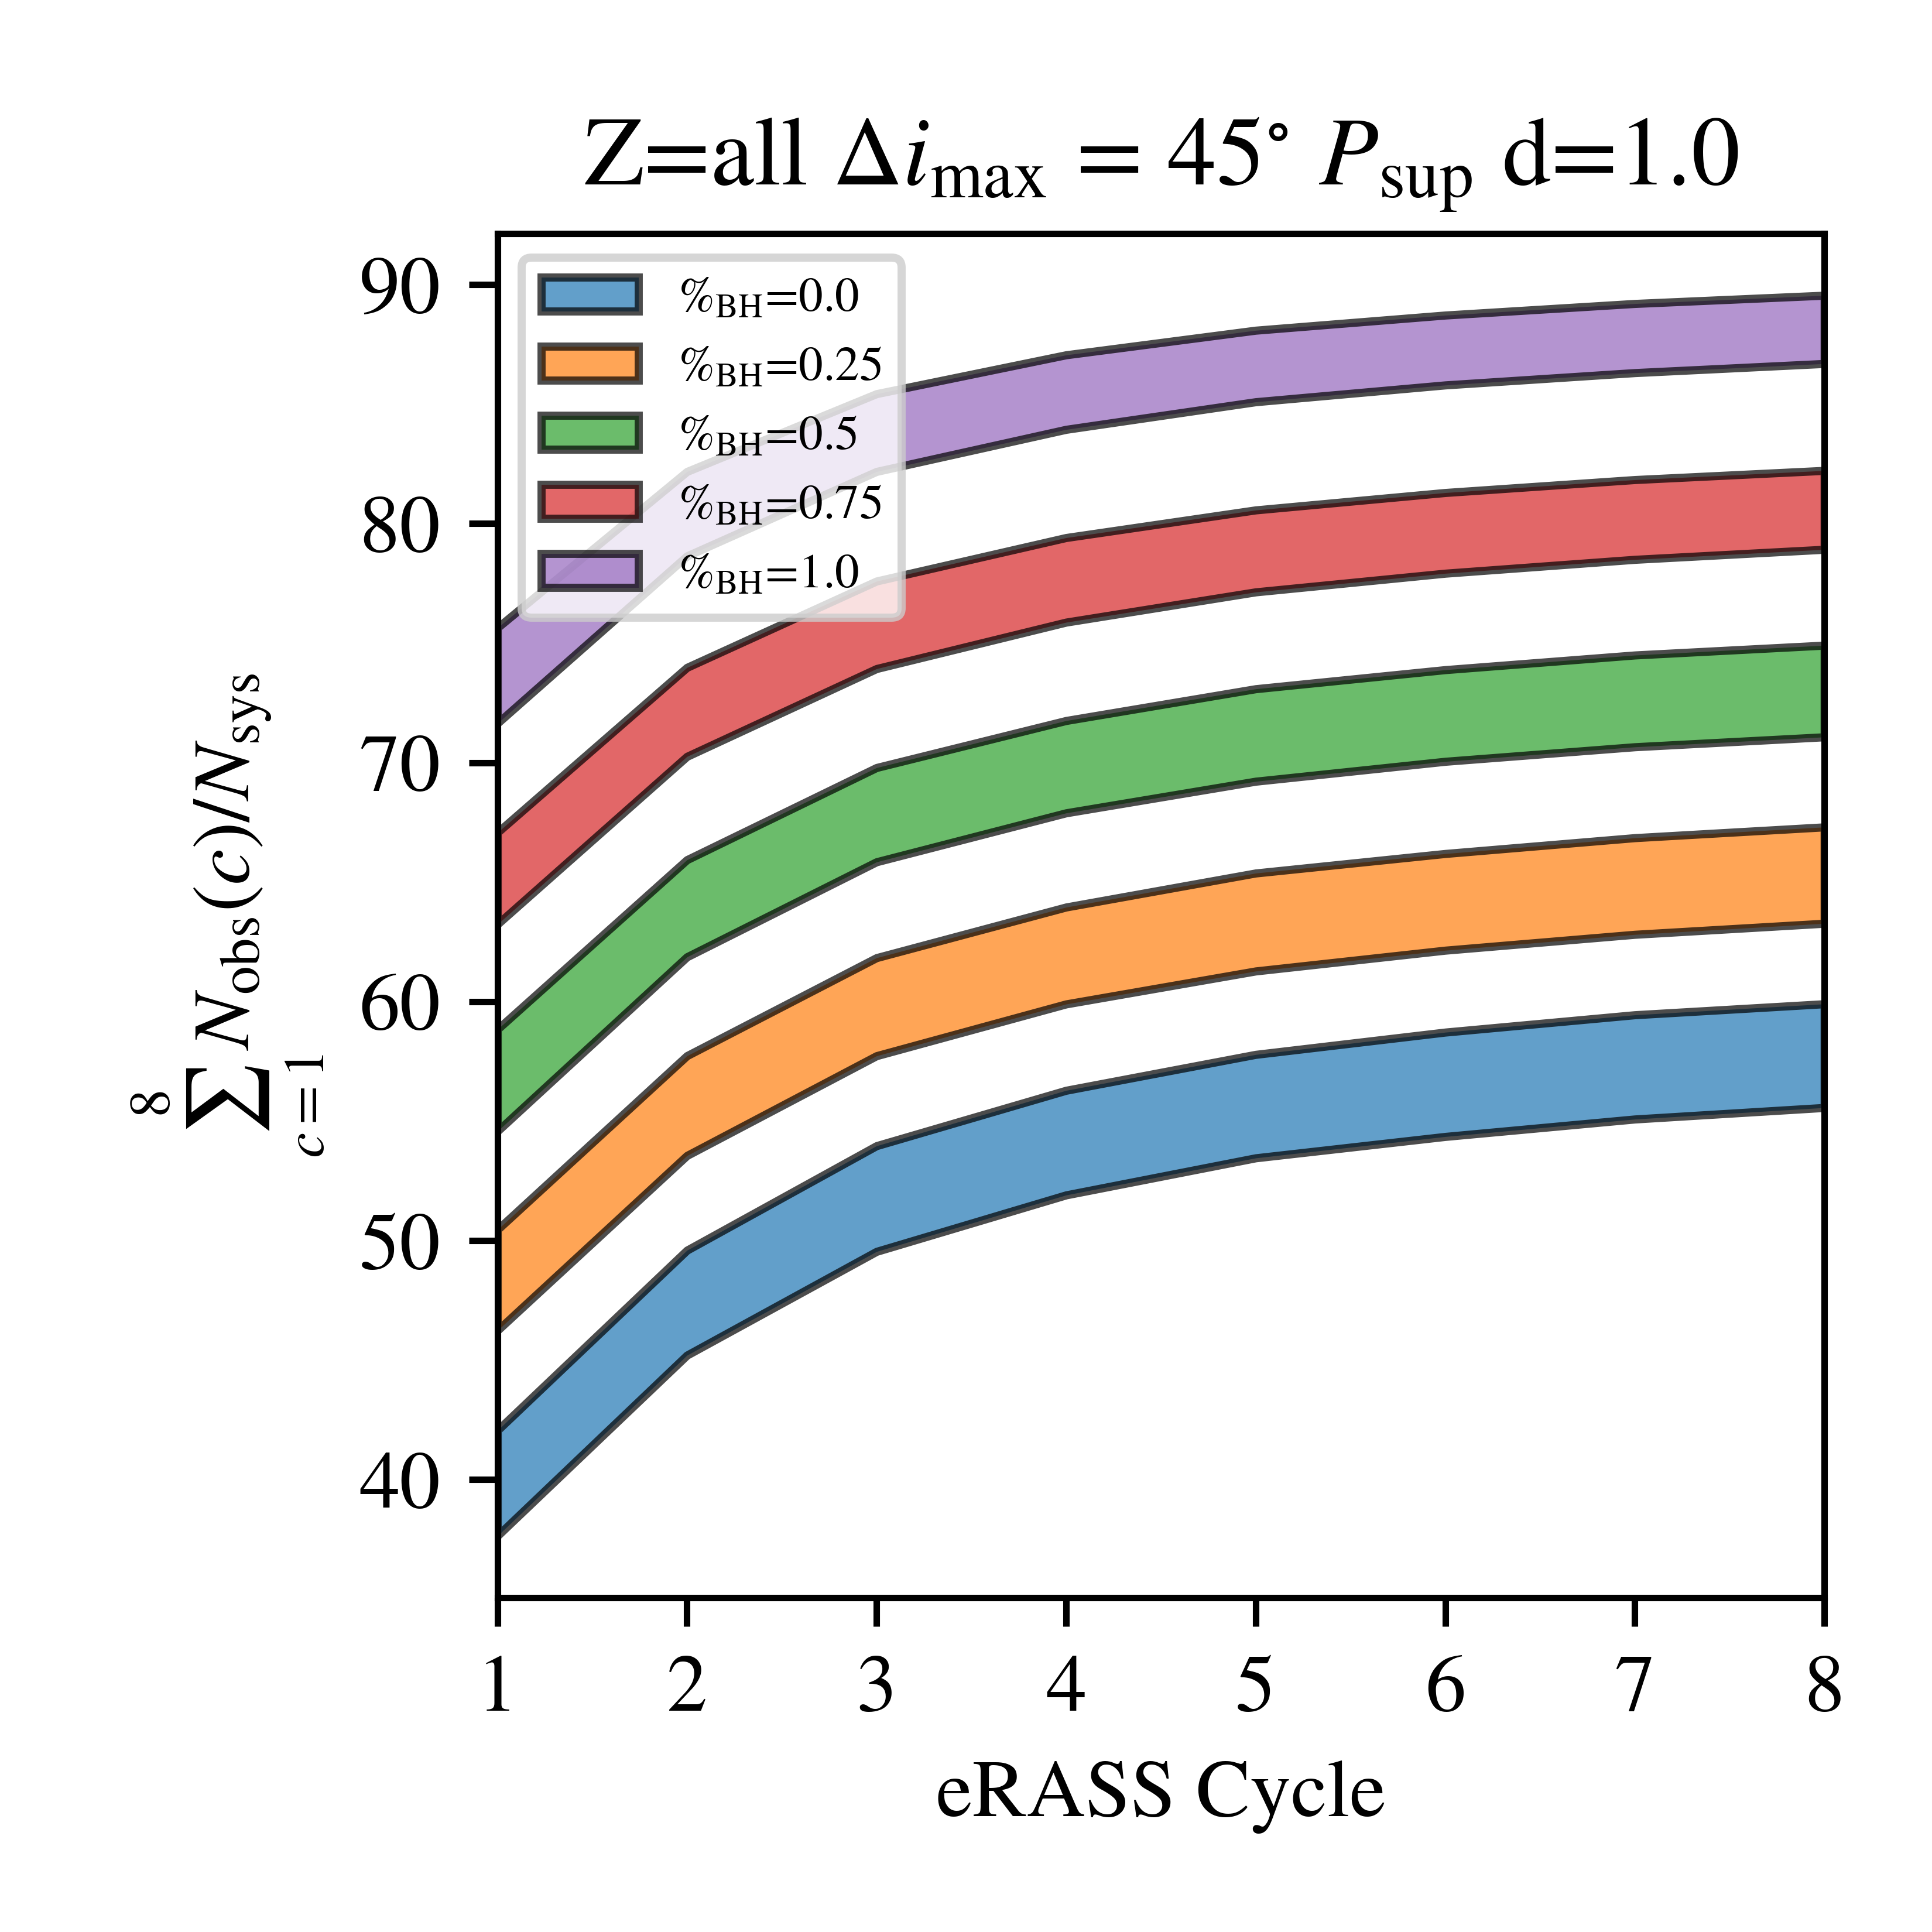 Z=all Δi_max = 45° P_sup d=1.0
90
80
70
60
50
40
%_BH=0.0
%_BH=0.25
%_BH=0.5
%_BH=0.75
%_BH=1.0
8
∑ N_obs(c)/N_sys
c=1
1 2 3 4 5 6 7 8
eRASS Cycle